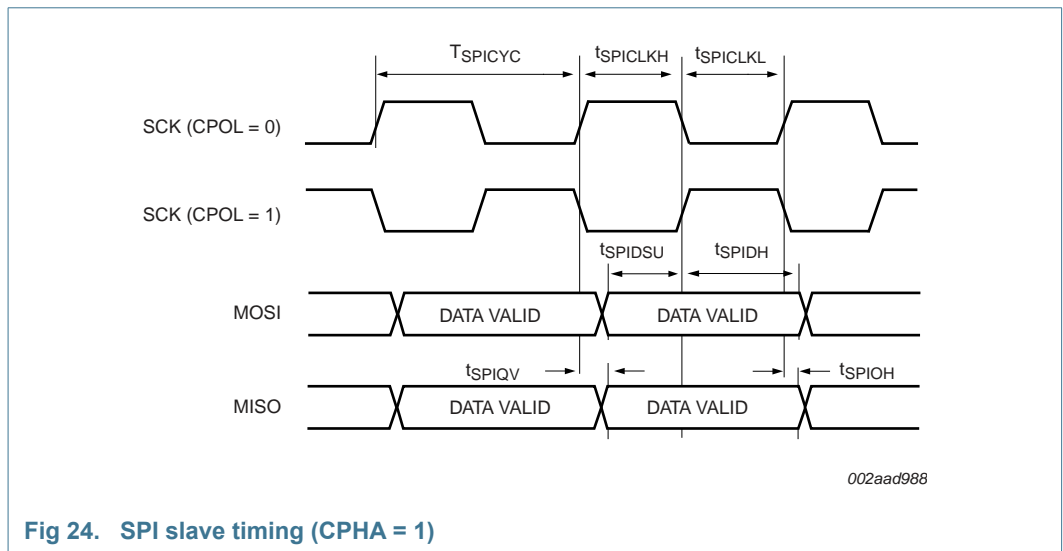 TSPICYC tSPICLKH tSPICLKL
SCK (CPOL = 0)
SCK (CPOL = 1)
tSPIDSU tSPIDH
MOSI DATA VALID DATA VALID
tSPIQV tSPIOH
MISO DATA VALID DATA VALID
002aad988
Fig 24. SPI slave timing (CPHA = 1)